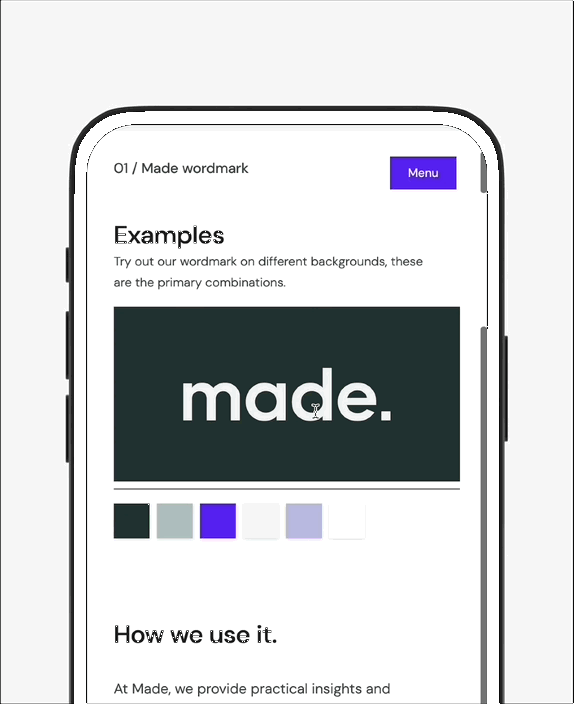 01 / Made wordmark
Menu
Examples
Try out our wordmark on different backgrounds, these
are the primary combinations.
made.
How we use it.
At Made, we provide practical insights and